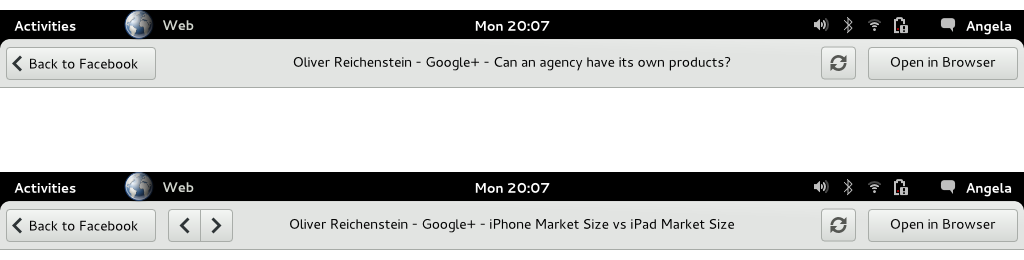 Activities Web Mon 20:07 Angela
Back to Facebook Oliver Reichenstein - Google+ - Can an agency have its own products? Open in Browser
Activities Web Mon 20:07 Angela
Back to Facebook Oliver Reichenstein - Google+ - iPhone Market Size vs iPad Market Size Open in Browser